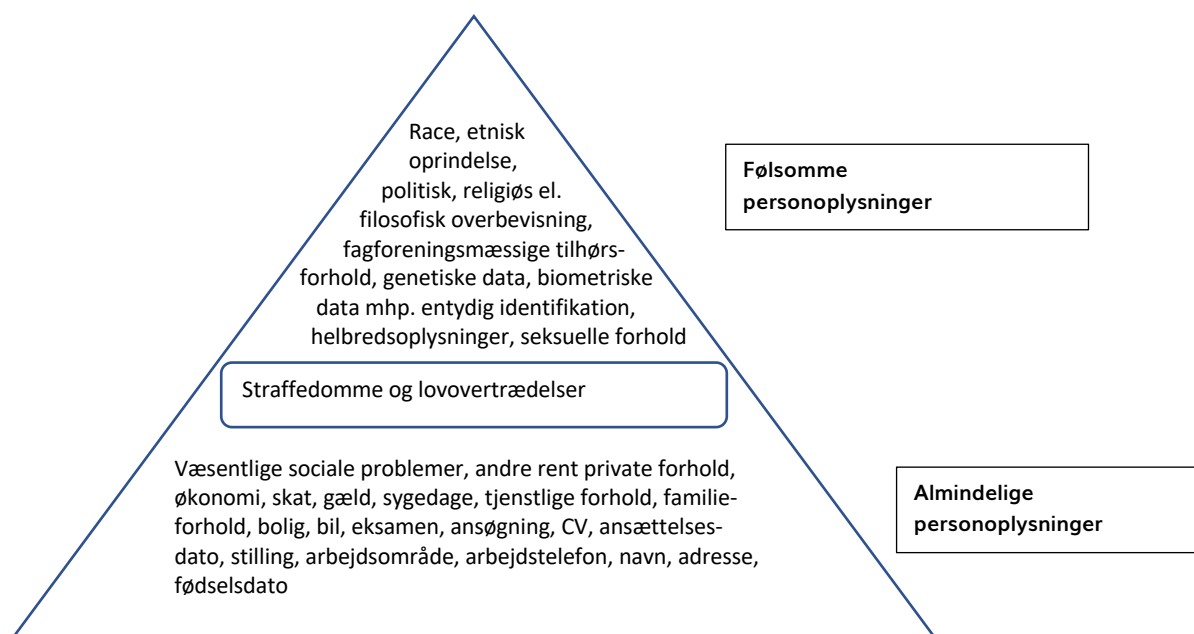 Race, etnisk
oprindelse,
politisk, religiøs el.
filosofisk overbevisning,
fagforeningsmæssige tilhørs-
forhold, genetiske data, biometriske
data mhp. entydig identifikation,
helbredsoplysninger, seksuelle forhold
Følsomme
personoplysninger
Straffedomme og lovovertrædelser
Væsentlige sociale problemer, andre rent private forhold,
økonomi, skat, gæld, sygedage, tjenstlige forhold, familie-
forhold, bolig, bil, eksamen, ansøgning, CV, ansættelses-
dato, stilling, arbejdsområde, arbejdstelefon, navn, adresse,
fødselsdato
Almindelige
personoplysninger